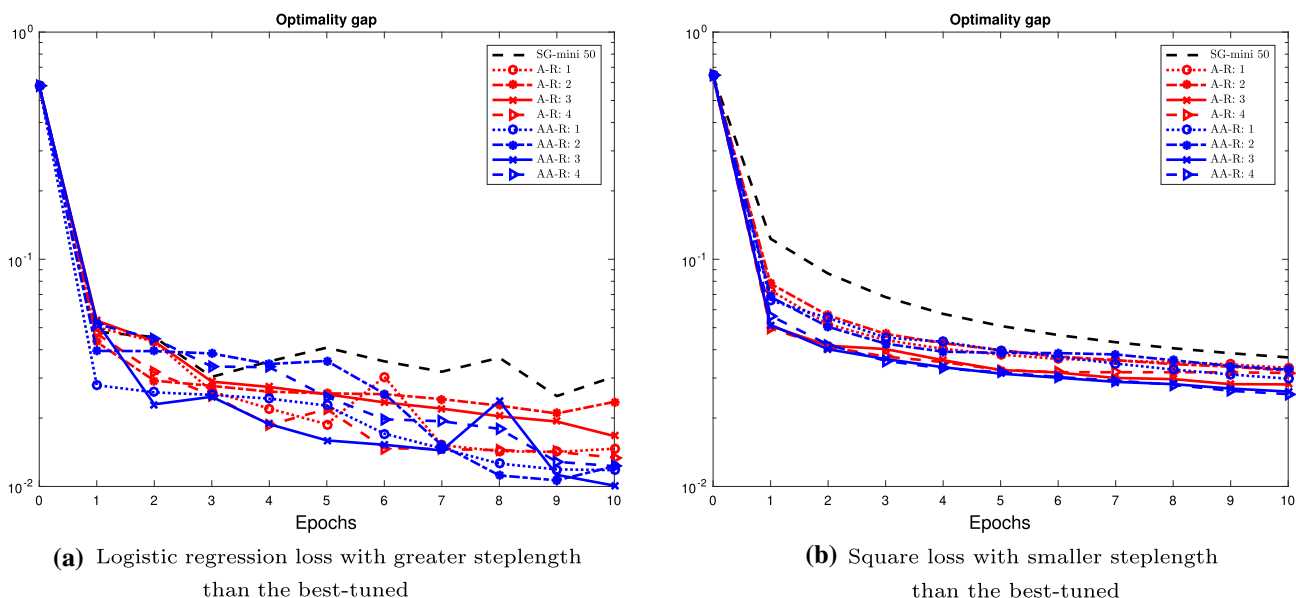 Optimality gap
10^0
10^-1
10^-2
0 1 2 3 4 5 6 7 8 9 10
Epochs
SG-mini 50
A-R: 1
A-R: 2
A-R: 3
A-R: 4
AA-R: 1
AA-R: 2
AA-R: 3
AA-R: 4
(a) Logistic regression loss with greater steplength
than the best-tuned
Optimality gap
10^0
10^-1
10^-2
0 1 2 3 4 5 6 7 8 9 10
Epochs
SG-mini 50
A-R: 1
A-R: 2
A-R: 3
A-R: 4
AA-R: 1
AA-R: 2
AA-R: 3
AA-R: 4
(b) Square loss with smaller steplength
than the best-tuned